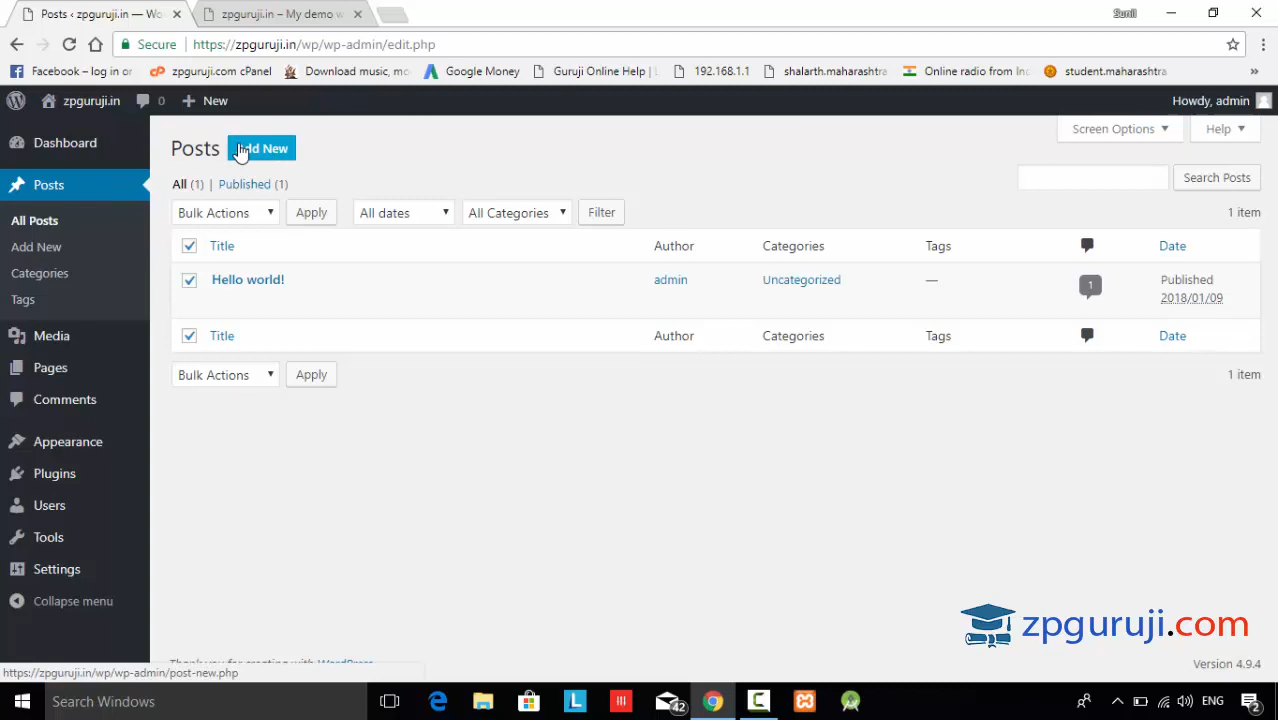 Posts ‹ zpguruji.in — Wo
zpguruji.in – My demo w
Sunil
Secure
https://zpguruji.in/wp/wp-admin/edit.php
Facebook – log in or
zpguruji.com cPanel
Download music, mo
Google Money
Guruji Online Help |
192.168.1.1
shalarth.maharashtra
Online radio from In
student.maharashtra
zpguruji.in
0
New
Howdy, admin
Dashboard
Posts
All Posts
Add New
Categories
Tags
Media
Pages
Comments
Appearance
Plugins
Users
Tools
Settings
Collapse menu
Screen Options
Help
Posts
New
All (1) | Published (1)
Search Posts
Bulk Actions
Apply
All dates
All Categories
Filter
1 item
Title Author Categories Tags Date
Hello world! admin Uncategorized — 1 Published
2018/01/09
Title Author Categories Tags Date
Bulk Actions
Apply
1 item
zpguruji.com
Version 4.9.4
https://zpguruji.in/wp/wp-admin/post-new.php
Search Windows
L
42
ENG
2